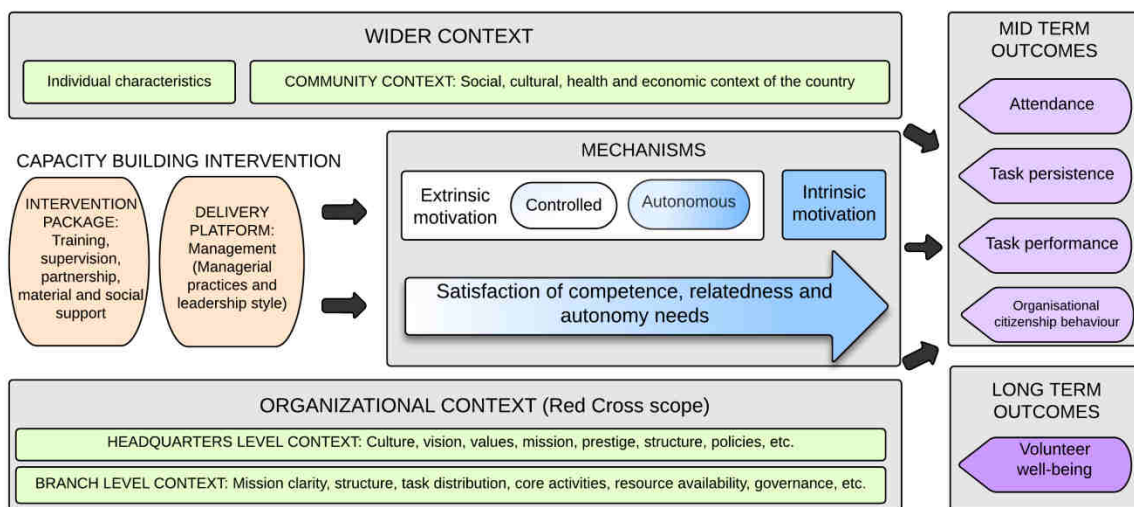 WIDER CONTEXT
Individual characteristics
COMMUNITY CONTEXT: Social, cultural, health and economic context of the country
CAPACITY BUILDING INTERVENTION
INTERVENTION
PACKAGE:
Training,
supervision,
partnership,
material and social
support
DELIVERY
PLATFORM:
Management
(Managerial
practices and
leadership style)
MECHANISMS
Extrinsic
motivation
Controlled
Autonomous
Intrinsic
motivation
Satisfaction of competence, relatedness and
autonomy needs
ORGANIZATIONAL CONTEXT (Red Cross scope)
HEADQUARTERS LEVEL CONTEXT: Culture, vision, values, mission, prestige, structure, policies, etc.
BRANCH LEVEL CONTEXT: Mission clarity, structure, task distribution, core activities, resource availability, governance, etc.
MID TERM
OUTCOMES
Attendance
Task persistence
Task performance
Organisational
citizenship behaviour
LONG TERM
OUTCOMES
Volunteer
well-being